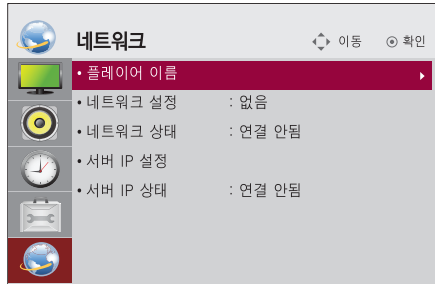 네트워크 이동 확인
• 플레이어 이름
• 네트워크 설정 : 없음
• 네트워크 상태 : 연결 안됨
• 서버 IP 설정
• 서버 IP 상태 : 연결 안됨